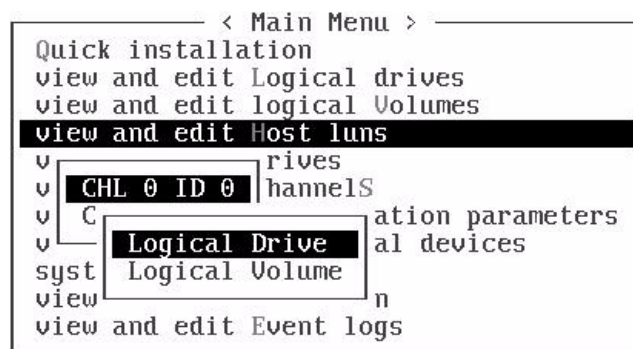 < Main Menu >
Quick installation
view and edit Logical drives
view and edit logical Volumes
view and edit Host luns
v rives
v CHL 0 ID 0 hannelS
v C ation parameters
v Logical Drive al devices
syst Logical Volume
view n
view and edit Event logs